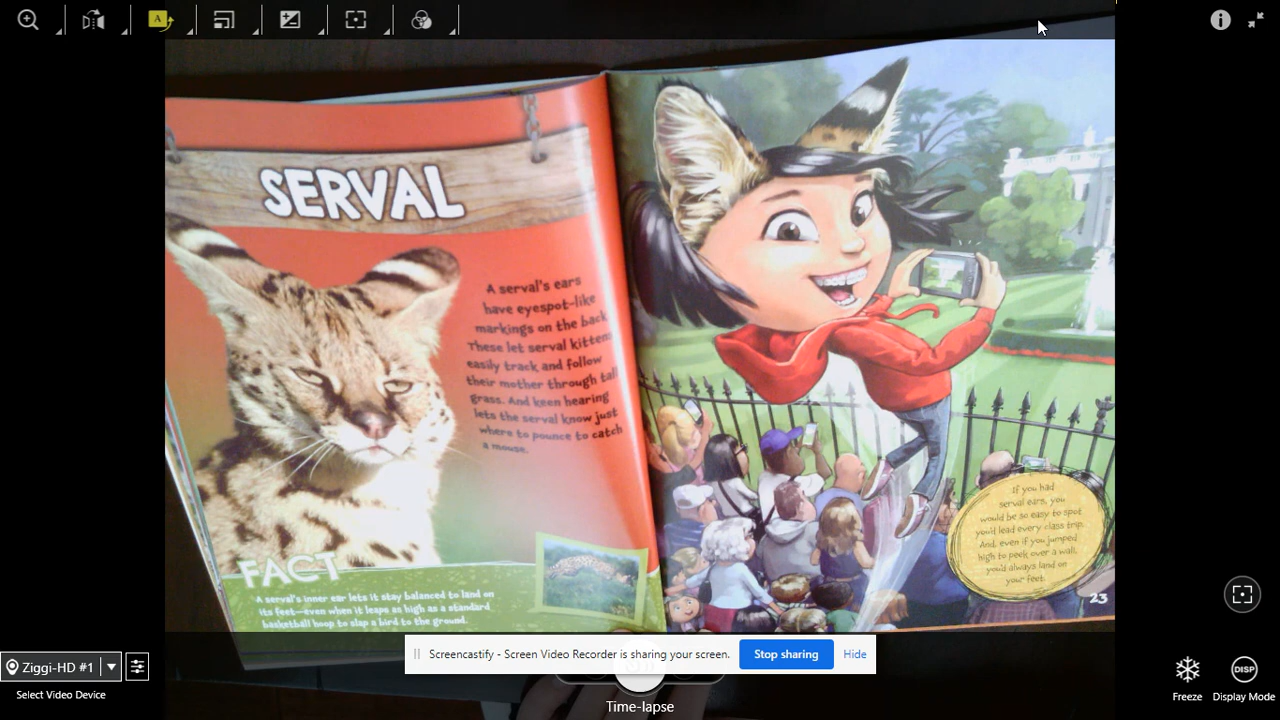 SERVAL
A serval's ears
have eyespot-like
markings on the back.
These let serval kittens
easily track and follow
their mother through tall
grass. And keen hearing
lets the serval know just
where to pounce to catch
a mouse.
FACT
A serval's inner ear lets it stay balanced to land on
its feet—even when it leaps as high as a standard
basketball hoop to slap a bird to the ground.
If you had
serval ears, you
would be so easy to spot
you'd lead every class trip.
And, even if you jumped
high to peek over a wall,
you'd always land on
your feet.
23
Screencastify - Screen Video Recorder is sharing your screen.
Stop sharing
Hide
Ziggi-HD #1
Select Video Device
Time-lapse
Freeze
DISP
Display Mode
A